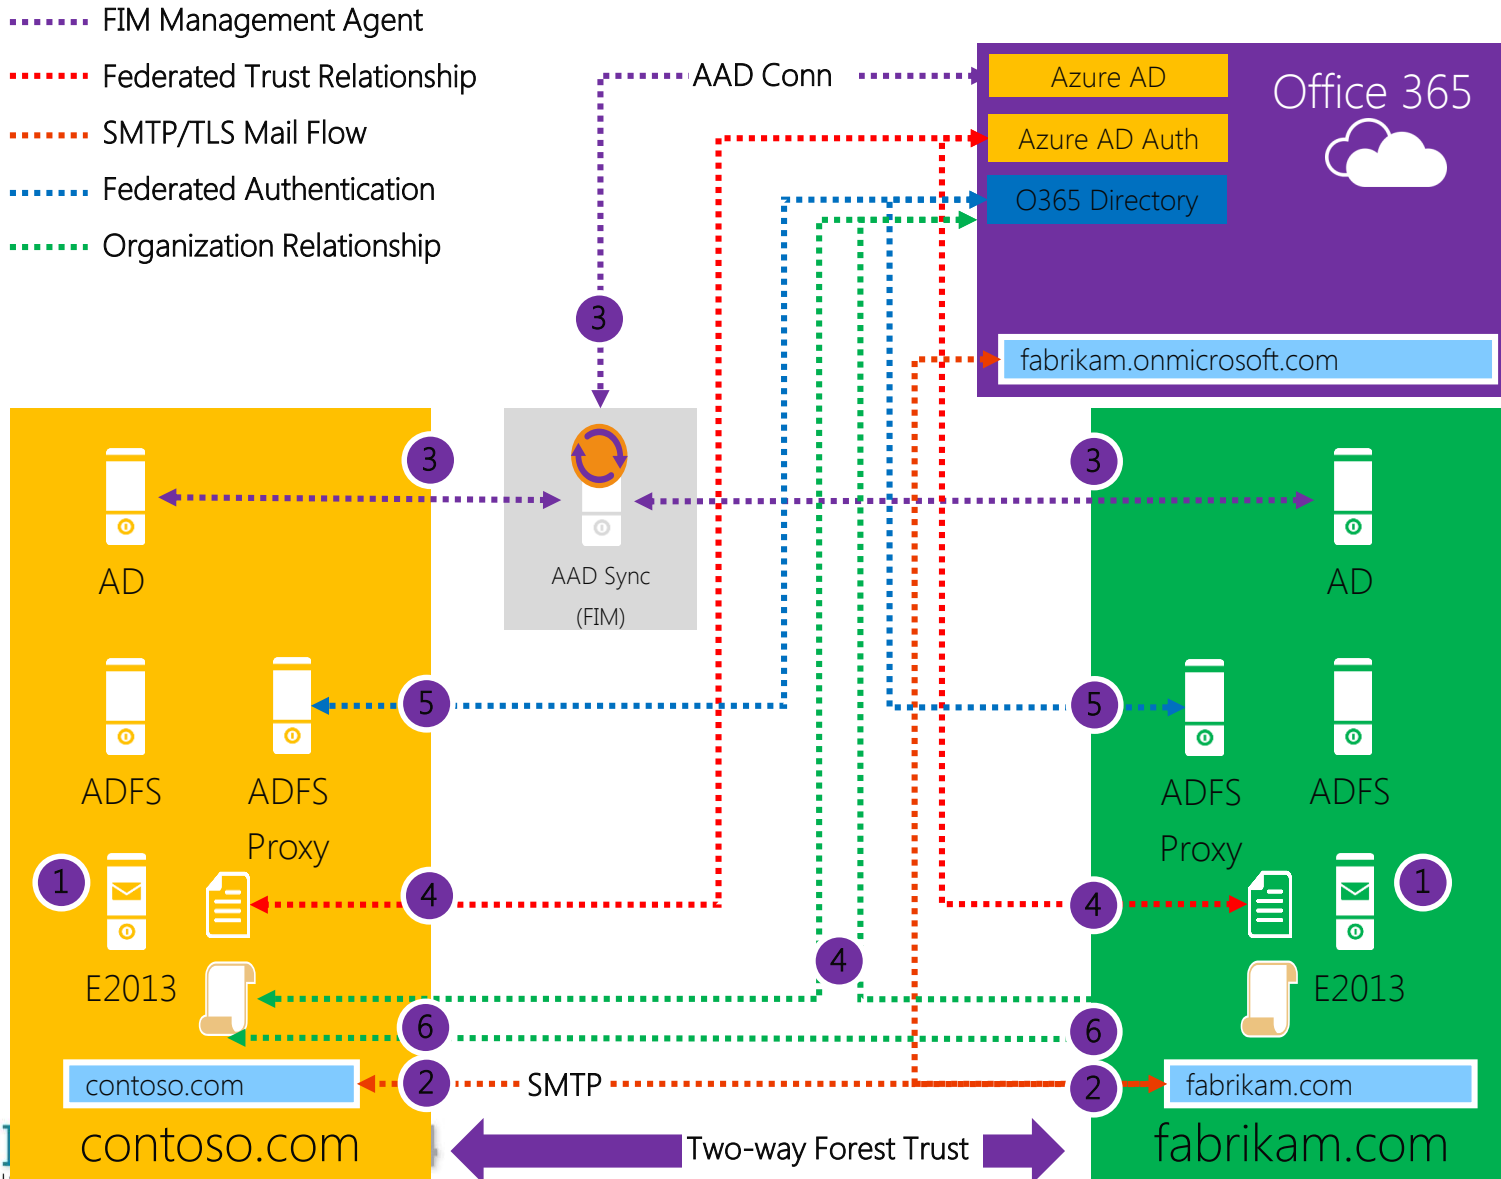 FIM Management Agent
Federated Trust Relationship
SMTP/TLS Mail Flow
Federated Authentication
Organization Relationship
AAD Conn
Azure AD
Office 365
Azure AD Auth
O365 Directory
fabrikam.onmicrosoft.com
3
3
3
AD
AAD Sync
(FIM)
AD
5
5
ADFS
ADFS
Proxy
ADFS
Proxy
ADFS
1
4
4
1
E2013
4
E2013
6
6
contoso.com
2
SMTP
2
fabrikam.com
contoso.com
Two-way Forest Trust
fabrikam.com